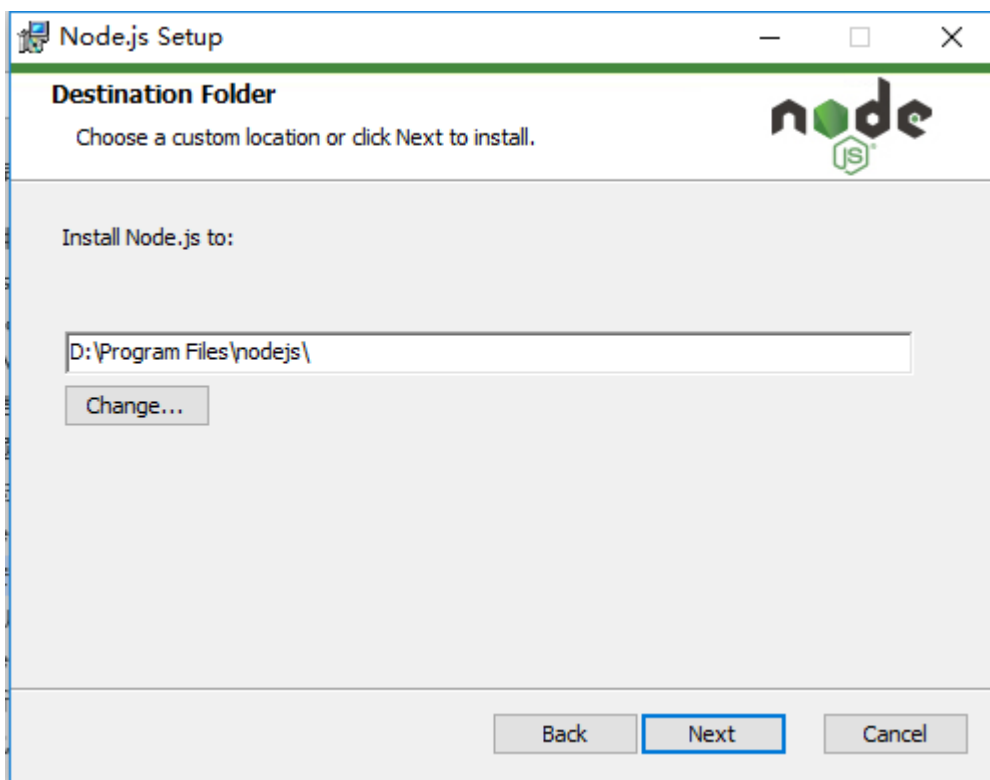 Node.js Setup
Destination Folder
Choose a custom location or click Next to install.
node
JS
Install Node.js to:
D:\Program Files\nodejs\
Change...
Back
Next
Cancel